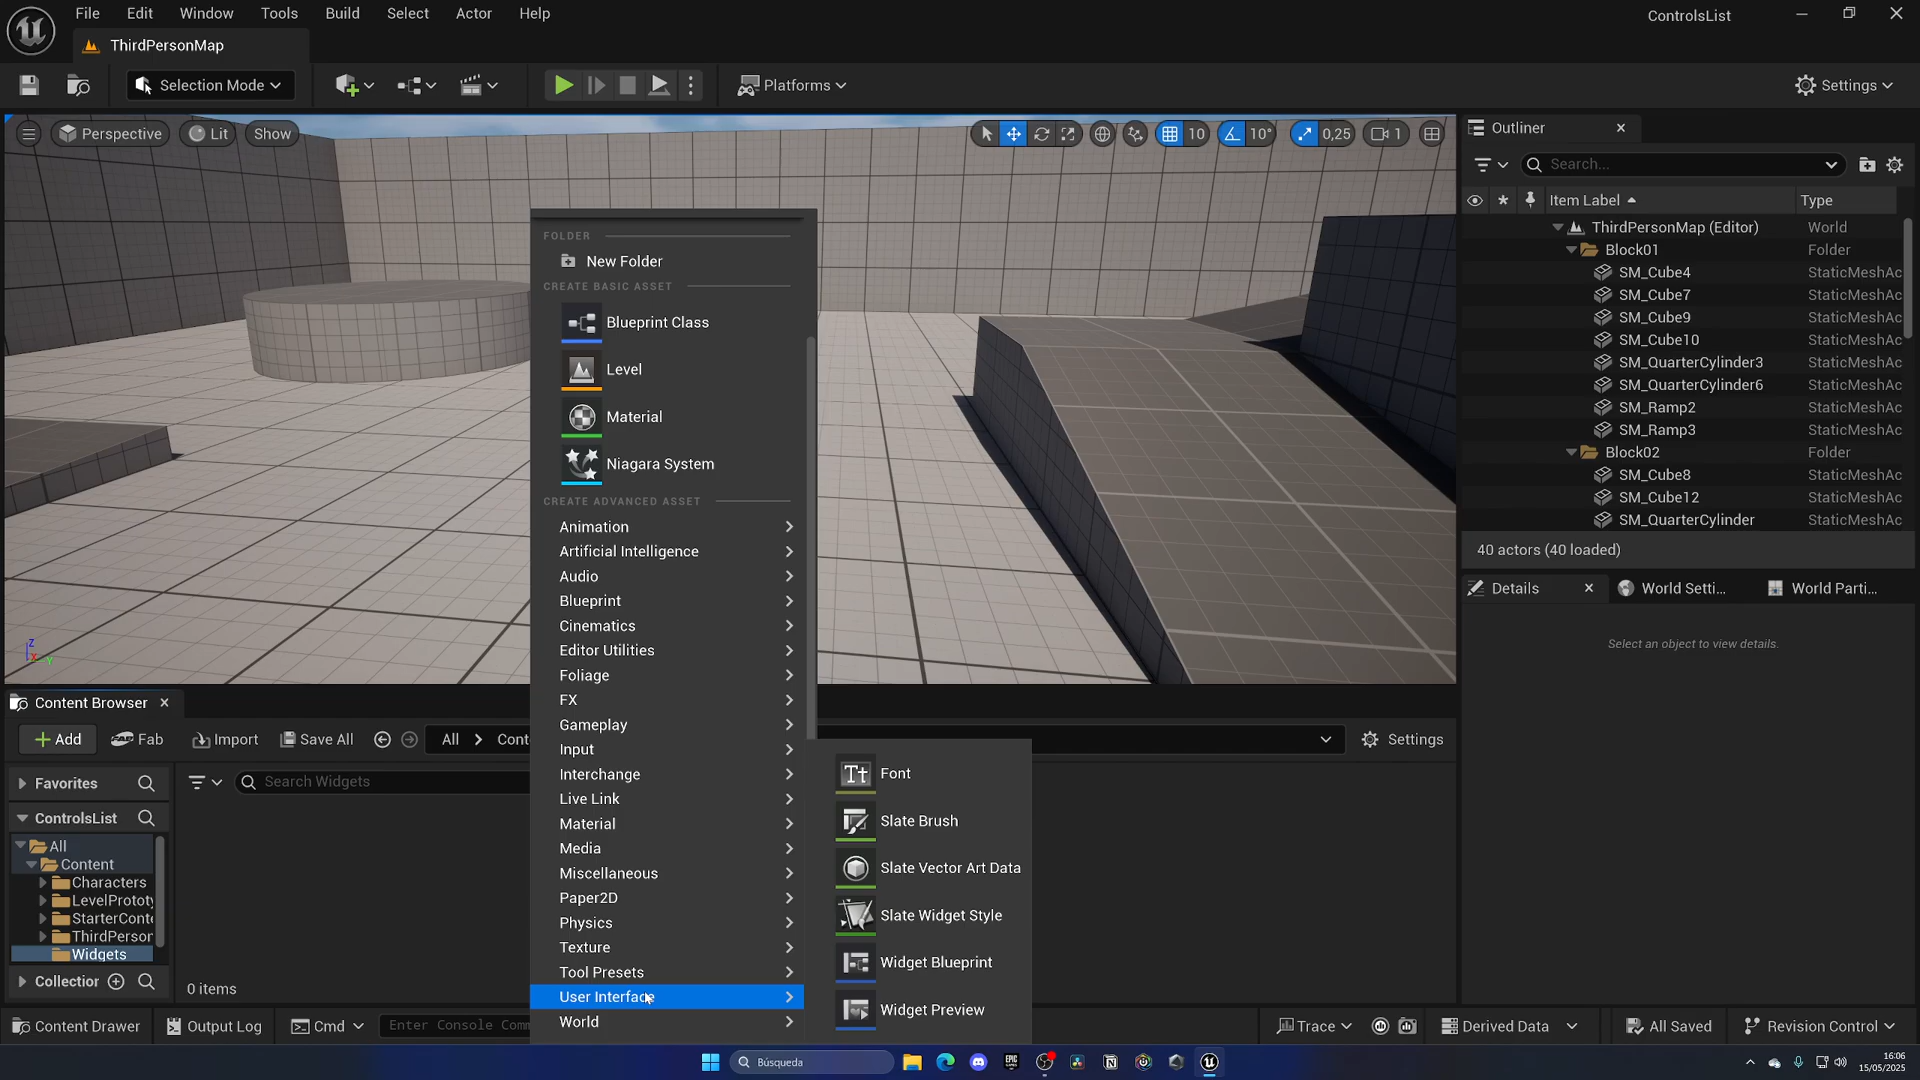 File Edit Window Tools Build Select Actor Help
ControlsList
ThirdPersonMap
Selection Mode
Platforms
Settings
Perspective Lit Show
10 10° 0,25 1
Outliner
Search...
Item Label Type
ThirdPersonMap (Editor) World
Block01 Folder
SM_Cube4 StaticMeshAc
SM_Cube7 StaticMeshAc
SM_Cube9 StaticMeshAc
SM_Cube10 StaticMeshAc
SM_QuarterCylinder3 StaticMeshAc
SM_QuarterCylinder6 StaticMeshAc
SM_Ramp2 StaticMeshAc
SM_Ramp3 StaticMeshAc
Block02 Folder
SM_Cube8 StaticMeshAc
SM_Cube12 StaticMeshAc
SM_QuarterCylinder StaticMeshAc
40 actors (40 loaded)
Details World Setti... World Parti...
Select an object to view details.
FOLDER
New Folder
CREATE BASIC ASSET
Blueprint Class
Level
Material
Niagara System
CREATE ADVANCED ASSET
Animation
Artificial Intelligence
Audio
Blueprint
Cinematics
Editor Utilities
Foliage
FX
Gameplay
Input
Interchange
Live Link
Material
Media
Miscellaneous
Paper2D
Physics
Texture
Tool Presets
User Interface
World
Font
Slate Brush
Slate Vector Art Data
Slate Widget Style
Widget Blueprint
Widget Preview
Z
X
Y
Content Browser
Add Fab Import Save All All Cont
Settings
Favorites
Search Widgets
ControlsList
All
Content
Characters
LevelPrototy
StarterConte
ThirdPerson
Widgets
Collection
0 items
Content Drawer Output Log Cmd Enter Console Comm
Trace Derived Data All Saved Revision Control
Búsqueda
EPIC
16:06
15/05/2025